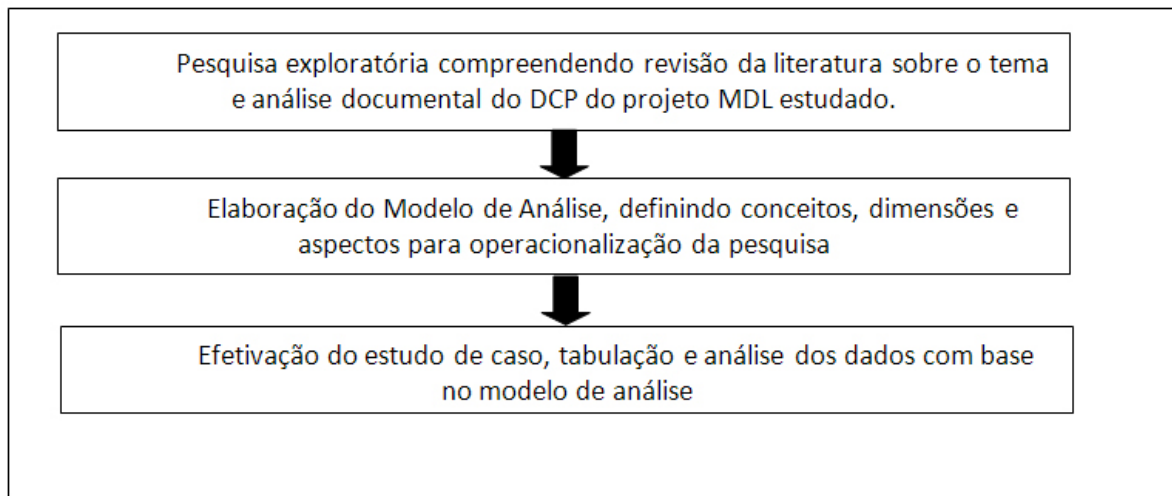 Pesquisa exploratória compreendendo revisão da literatura sobre o tema
e análise documental do DCP do projeto MDL estudado.
Elaboração do Modelo de Análise, definindo conceitos, dimensões e
aspectos para operacionalização da pesquisa
Efetivação do estudo de caso, tabulação e análise dos dados com base
no modelo de análise